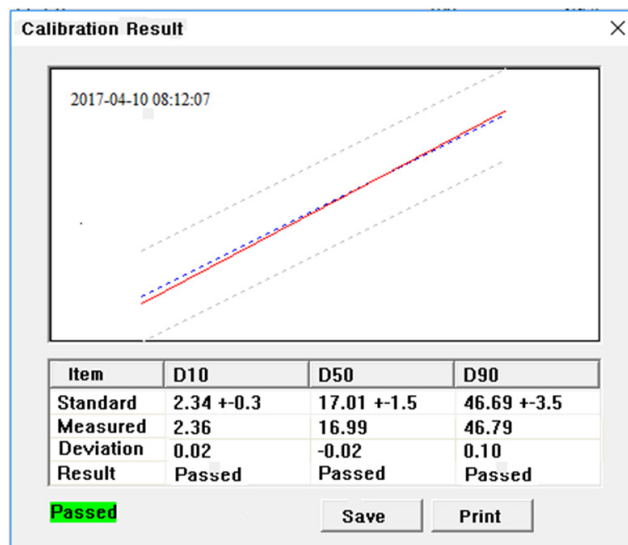 Calibration Result
2017-04-10 08:12:07
Item D10 D50 D90
Standard 2.34 +-0.3 17.01 +-1.5 46.69 +-3.5
Measured 2.36 16.99 46.79
Deviation 0.02 -0.02 0.10
Result Passed Passed Passed
Passed Save Print